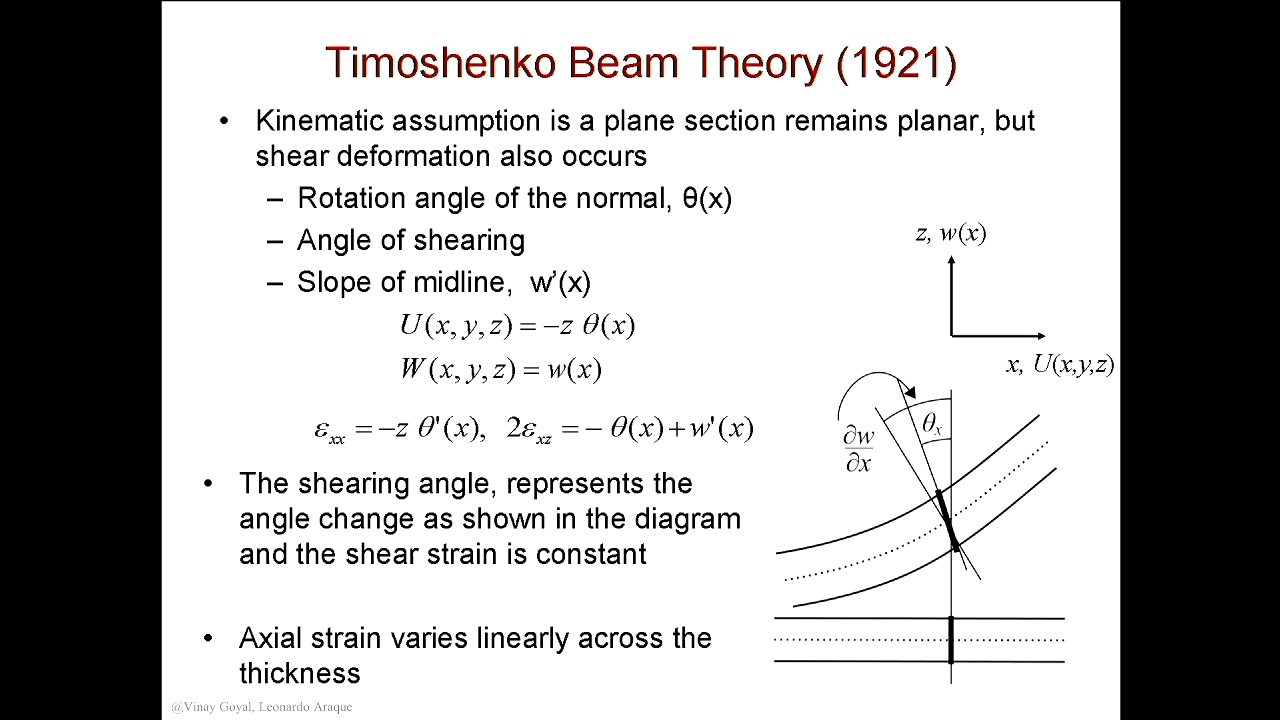 Timoshenko Beam Theory (1921)
• Kinematic assumption is a plane section remains planar, but
shear deformation also occurs
– Rotation angle of the normal, θ(x)
– Angle of shearing
– Slope of midline, w’(x)
U(x, y, z) = −z θ(x)
W(x, y, z) = w(x)
ε_xx = −z θ'(x), 2ε_xz = − θ(x) + w'(x)
• The shearing angle, represents the
angle change as shown in the diagram
and the shear strain is constant
• Axial strain varies linearly across the
thickness
z, w(x)
x, U(x,y,z)
θ_x
∂w
∂x
@Vinay Goyal, Leonardo Araque